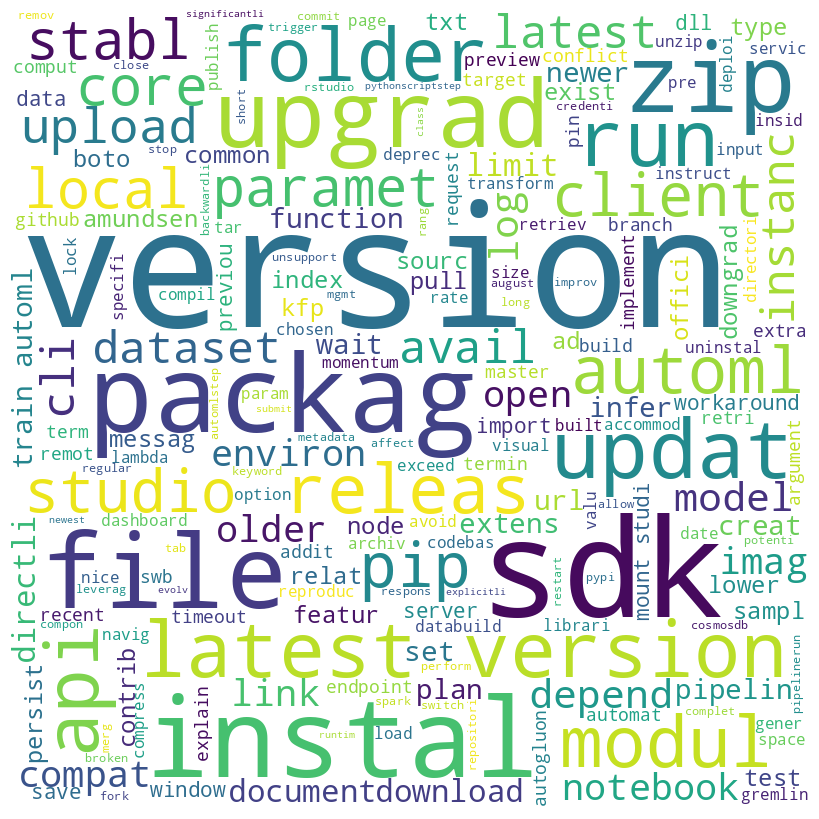 remov
significantli
commit
page
txt
latest
dll
unzip
type
stabl
trigger
folder
close
publish
preview
conflict
newer
deploi
servic
zip
comput
core
rstudio
pythonscriptstep
target
exist
pre
data
upgrad
short
credenti
upload
class
run
pin
insid
boto
stop
common
deprec
limit
branch
input
local
paramet
request
transform
client
instruct
instanc
github
amundsen
backwardli
tar
function
rang
log
retriev
lock
specifi
version
unsupport
sourc
size
implement
offici
downgrad
directori
compil
previou
index
mgmt
pull
august
improv
kfp
rate
long
extra
cli
chosen
ad
build
uninstal
train automl
dataset
wait
avail
master
automl
momentum
packag
param
open
infer
workaround
automlstep
submit
import
built
accommod
retri
term
messag
metadata
affect
visual
updat
argument
remot
lambda
environ
exceed
termin
regular
keyword
option
studio
releas
url
valu
allow
mount studi
model
dashboard
older
node
avoid
extens
date
creat
newest
tab
archiv
codebas
potenti
file
addit
pip
sdk
imag
directli
nice
swb
relat
respons
explicitli
restart
pypi
lower
leverag
evolv
reproduc
recent
timeout
featur
server
sampl
compon
navig
databuild
librari
cosmosdb
api
latest version
set
persist
contrib
compress
perform
link
endpoint
plan
depend
pipelin
pipelinerun
explain
instal
spark
switch
repositori
autogluon
automat
gener
complet
merg
broken
runtim
load
modul
space
compat
test
save
fork
window
document
download
notebook
gremlin